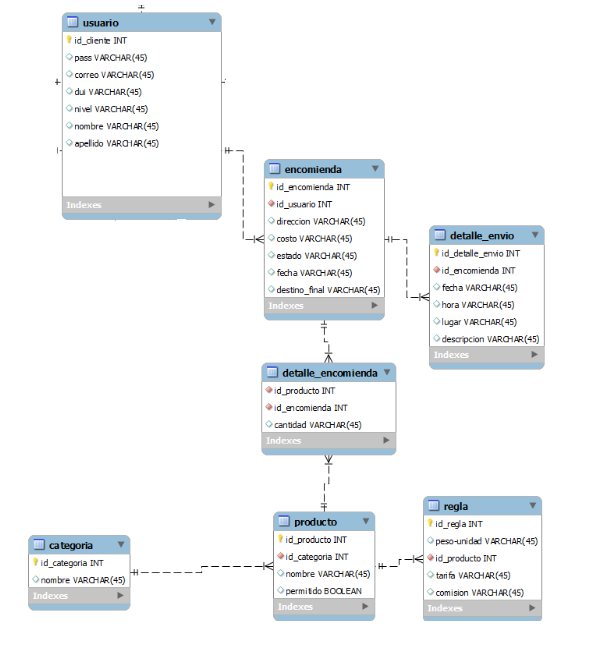 usuario
id_cliente INT
pass VARCHAR(45)
correo VARCHAR(45)
dui VARCHAR(45)
nivel VARCHAR(45)
nombre VARCHAR(45)
apellido VARCHAR(45)
Indexes
encomienda
id_encomienda INT
id_usuario INT
direccion VARCHAR(45)
costo VARCHAR(45)
estado VARCHAR(45)
fecha VARCHAR(45)
destino_final VARCHAR(45)
Indexes
detalle_envio
id_detalle_envio INT
id_encomienda INT
fecha VARCHAR(45)
hora VARCHAR(45)
lugar VARCHAR(45)
descripcion VARCHAR(45)
Indexes
detalle_encomienda
id_producto INT
id_encomienda INT
cantidad VARCHAR(45)
Indexes
categoria
id_categoria INT
nombre VARCHAR(45)
Indexes
producto
id_producto INT
id_categoria INT
nombre VARCHAR(45)
permitido BOOLEAN
Indexes
regla
id_regla INT
peso-unidad VARCHAR(45)
id_producto INT
tarifa VARCHAR(45)
comision VARCHAR(45)
Indexes